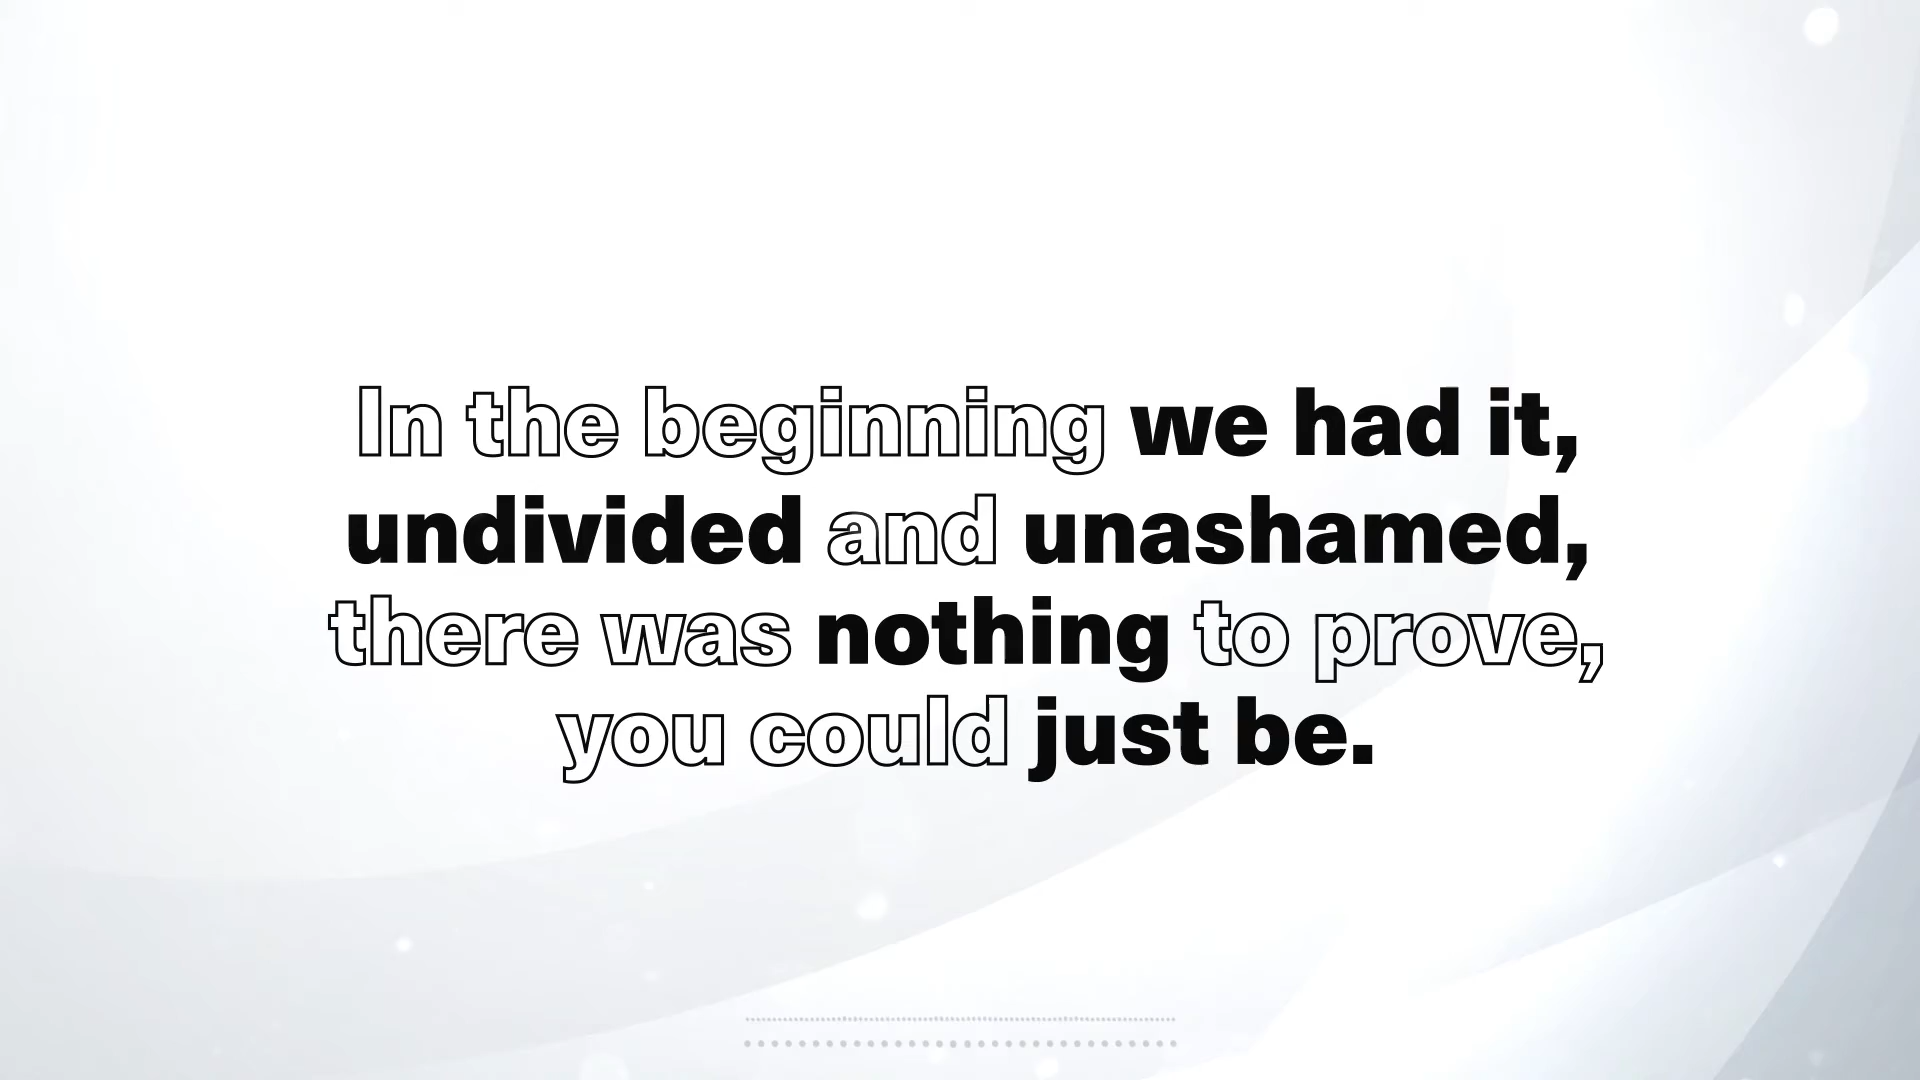 In the beginning we had it,
undivided and unashamed,
there was nothing to prove,
you could just be.